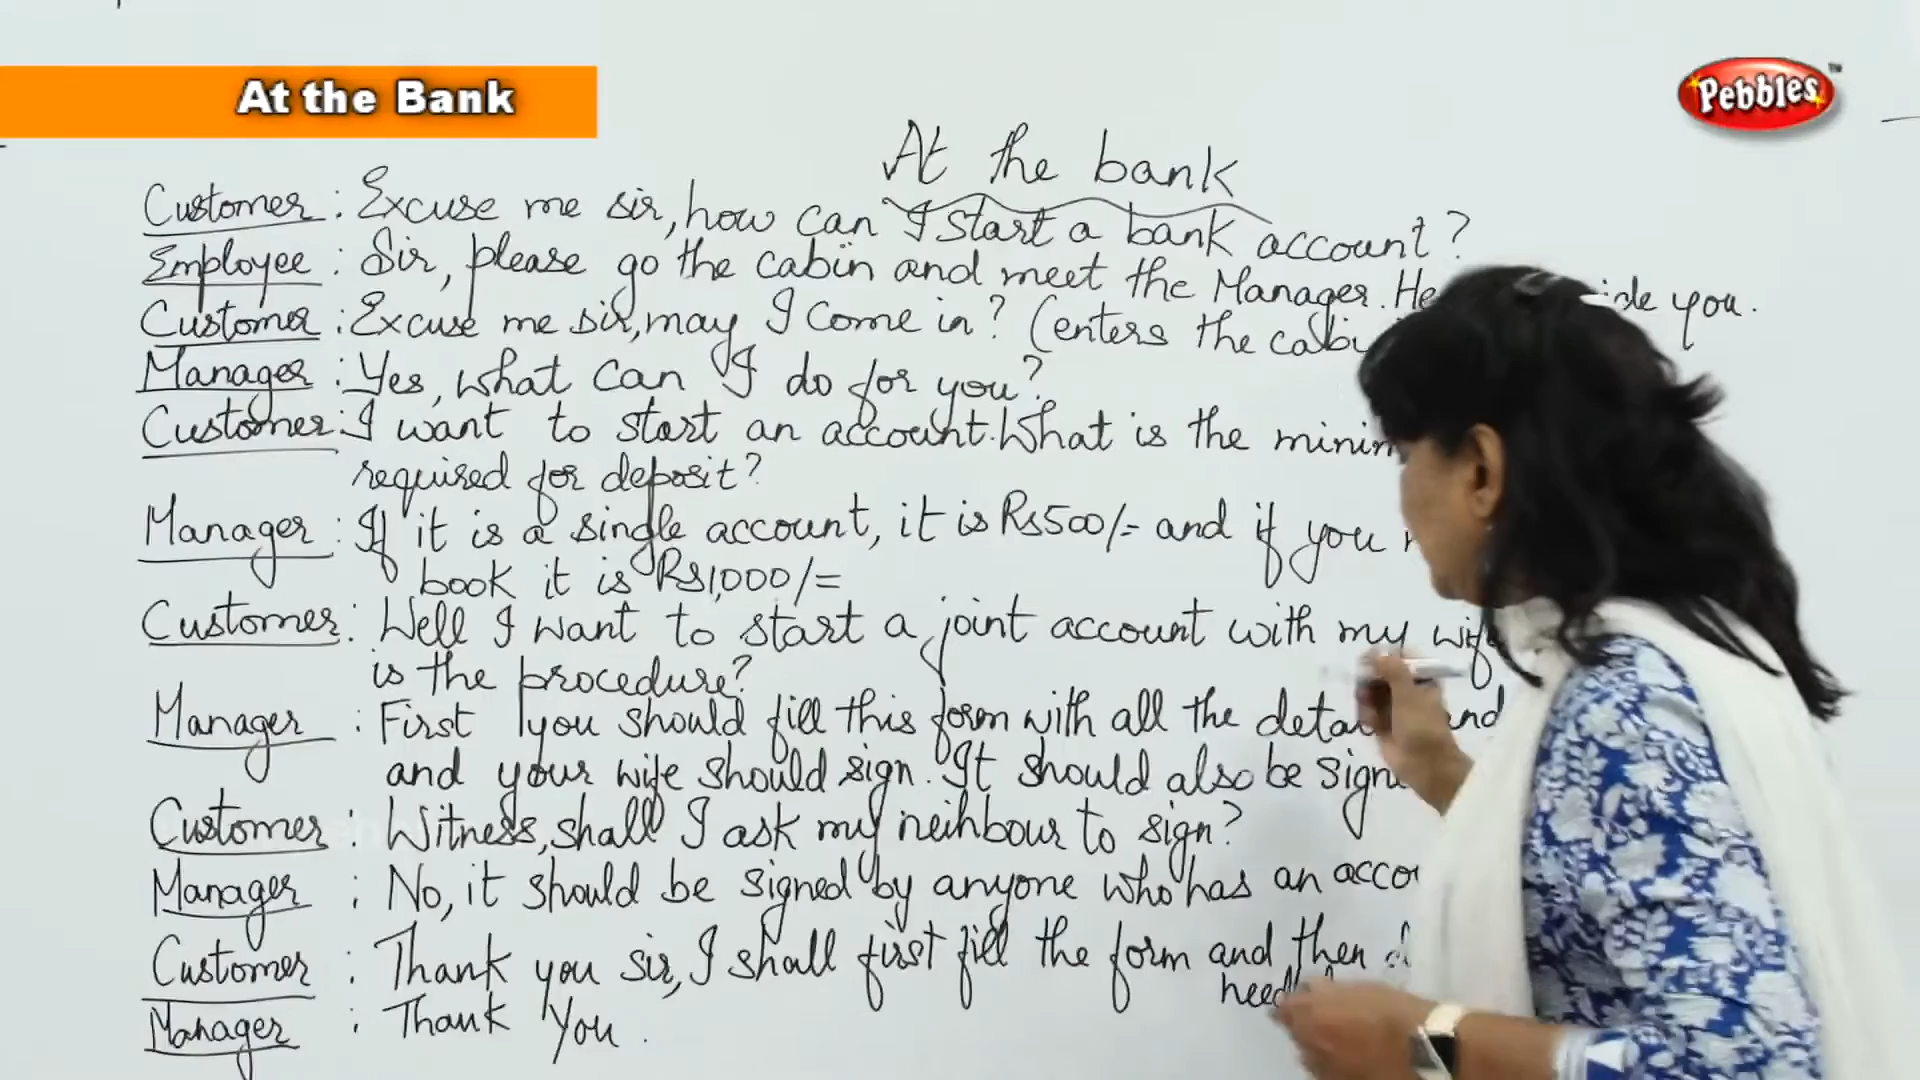 At the Bank
Pebbles
TM
At the bank
Customer : Excuse me sir, how can I start a bank account?
Employee : Sir, please go the cabin and meet the Manager. He you.
Customer : Excuse me sir, may I come in? (enters the
Manager : Yes, what can I do for you?
Customer : I want to start an account. What is the
required for deposit?
Manager : If it is a single account, it is Rs500/= and if you
book it is Rs1,000/=
Customer : Well I want to start a joint account with my
is the procedure?
Manager : First you should fill this form with all the
and your wife should sign. It should also be
Customer : Witness, shall I ask my neihbour to sign?
Manager : No, it should be signed by anyone who has an
Customer : Thank you sir, I shall first fill the form and then
Manager : Thank You.